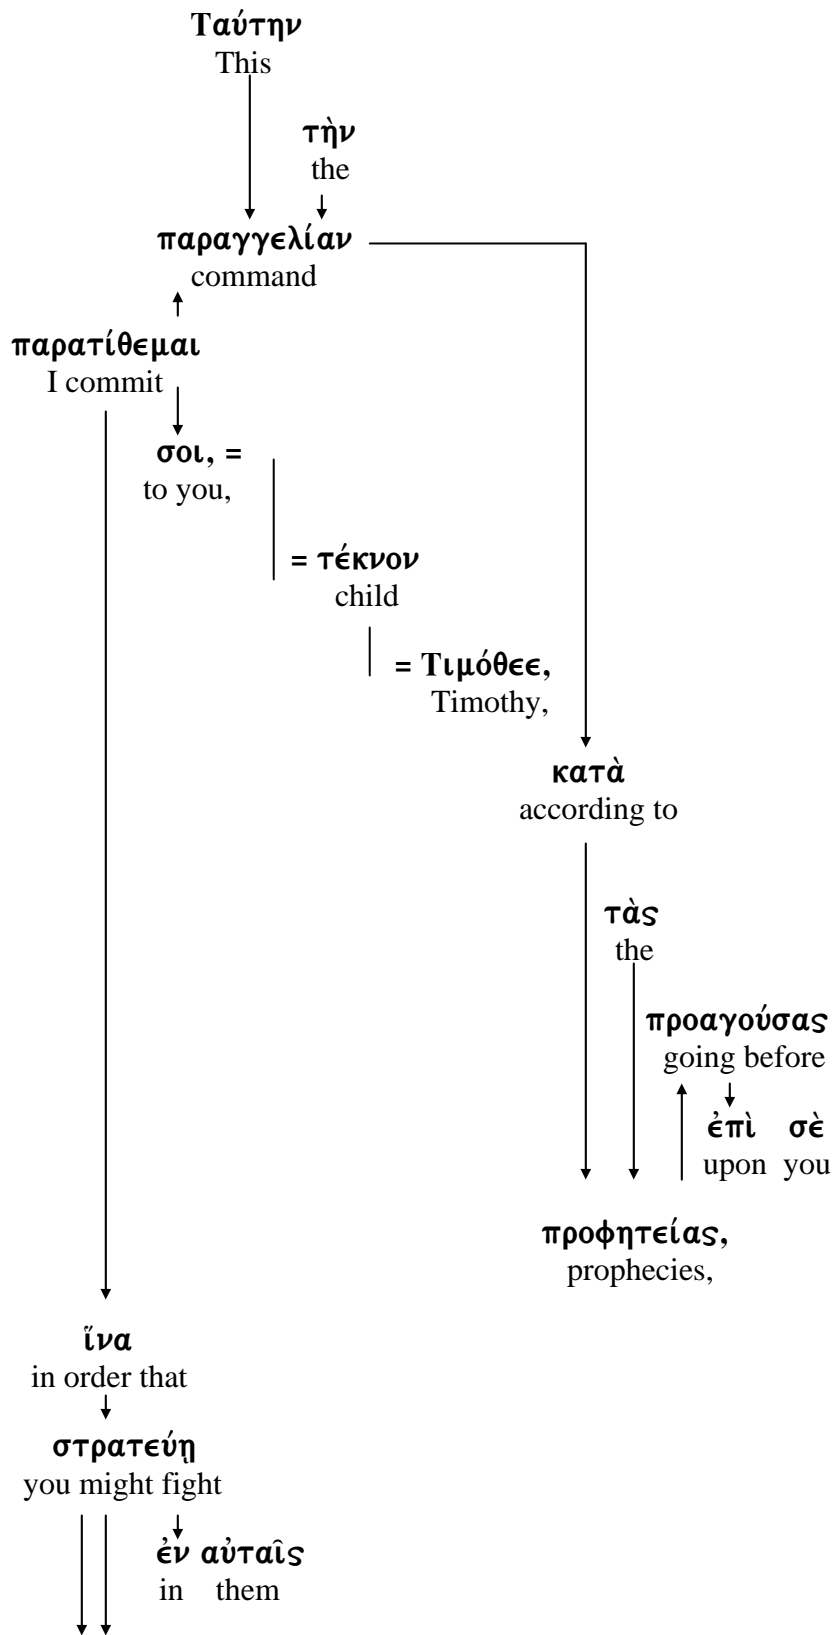 Ταύτην
This
τὴν
the
παραγγελίαν
command
παρατίθεμαι
I commit
σοι, =
to you,
= τέκνον
child
= Τιμόθεε,
Timothy,
κατὰ
according to
τὰς
the
προαγούσας
going before
ἐπὶ σὲ
upon you
προφητείας,
prophecies,
ἵνα
in order that
στρατεύῃ
you might fight
ἐν αὐταῖς
in them